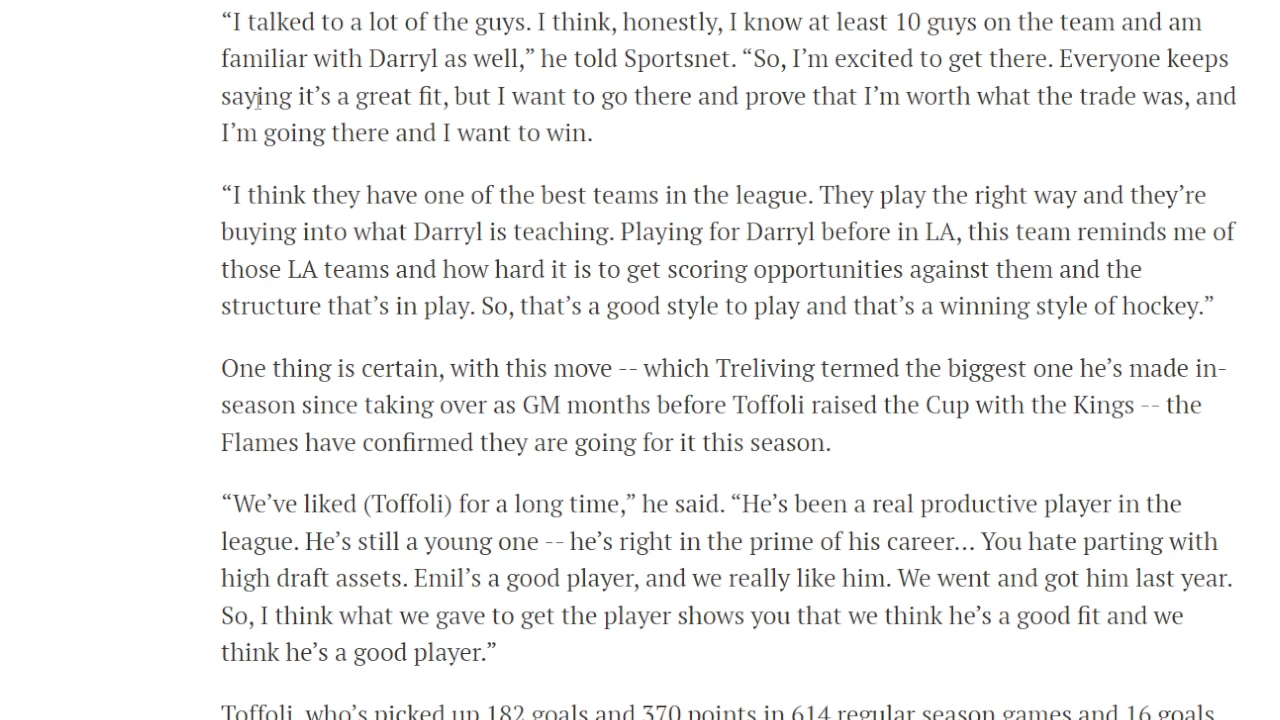 “I talked to a lot of the guys. I think, honestly, I know at least 10 guys on the team and am
familiar with Darryl as well,” he told Sportsnet. “So, I’m excited to get there. Everyone keeps
saying it’s a great fit, but I want to go there and prove that I’m worth what the trade was, and
I’m going there and I want to win.
“I think they have one of the best teams in the league. They play the right way and they’re
buying into what Darryl is teaching. Playing for Darryl before in LA, this team reminds me of
those LA teams and how hard it is to get scoring opportunities against them and the
structure that’s in play. So, that’s a good style to play and that’s a winning style of hockey.”
One thing is certain, with this move -- which Treliving termed the biggest one he’s made in-
season since taking over as GM months before Toffoli raised the Cup with the Kings -- the
Flames have confirmed they are going for it this season.
“We’ve liked (Toffoli) for a long time,” he said. “He’s been a real productive player in the
league. He’s still a young one -- he’s right in the prime of his career… You hate parting with
high draft assets. Emil’s a good player, and we really like him. We went and got him last year.
So, I think what we gave to get the player shows you that we think he’s a good fit and we
think he’s a good player.”
Toffoli, who’s picked up 182 goals and 370 points in 614 regular season games and 16 goals